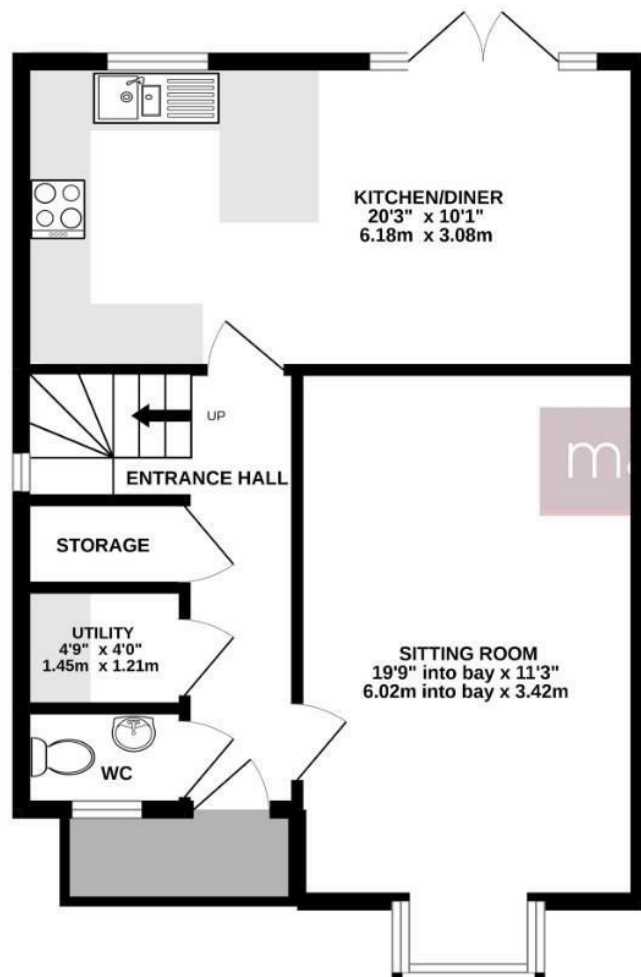 KITCHEN/DINER
20'3" x 10'1"
6.18m x 3.08m
UP
ENTRANCE HALL
STORAGE
UTILITY
4'9" x 4'0"
1.45m x 1.21m
SITTING ROOM
19'9" into bay x 11'3"
6.02m into bay x 3.42m
WC